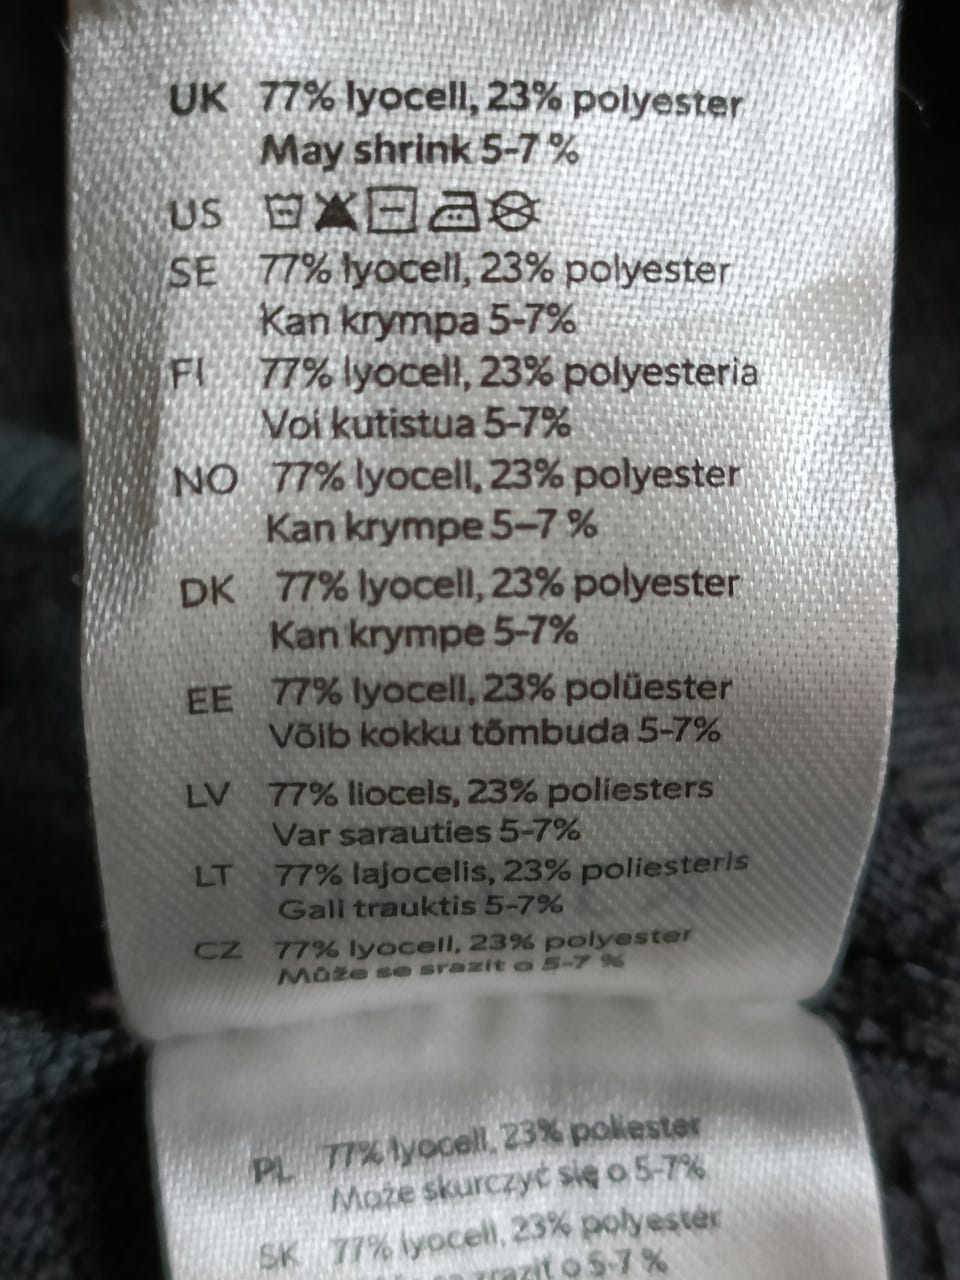 UK 77% lyocell, 23% polyester
May shrink 5-7 %
US
SE 77% lyocell, 23% polyester
Kan krympa 5-7%
FI 77% lyocell, 23% polyesteria
Voi kutistua 5-7%
NO 77% lyocell, 23% polyester
Kan krympe 5–7 %
DK 77% lyocell, 23% polyester
Kan krympe 5-7%
EE 77% lyocell, 23% polüester
Võib kokku tõmbuda 5-7%
LV 77% liocels, 23% poliesters
Var sarauties 5-7%
LT 77% lajocelis, 23% poliesteris
Gali trauktis 5-7%
CZ 77% lyocell, 23% polyester
Může se srazit o 5-7 %
PL 77% lyocell, 23% poliester
Może skurczyć się o 5-7%
SK 77% lyocell, 23% polyester
se zrazit o 5-7 %